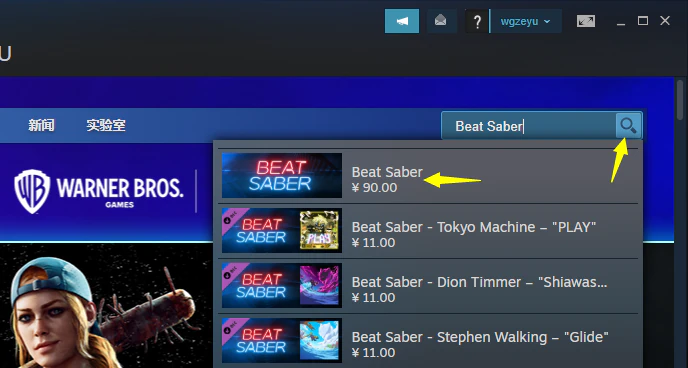 ? wgzeyu
U
新闻 实验室 Beat Saber
WB WARNER BROS.
GAMES
BEAT SABER
Beat Saber
¥ 90.00
BEAT SABER PLAY
Beat Saber - Tokyo Machine – "PLAY"
¥ 11.00
BEAT SABER
Beat Saber - Dion Timmer – "Shiawas...
¥ 11.00
BEAT SABER
Beat Saber - Stephen Walking – "Glide"
¥ 11.00